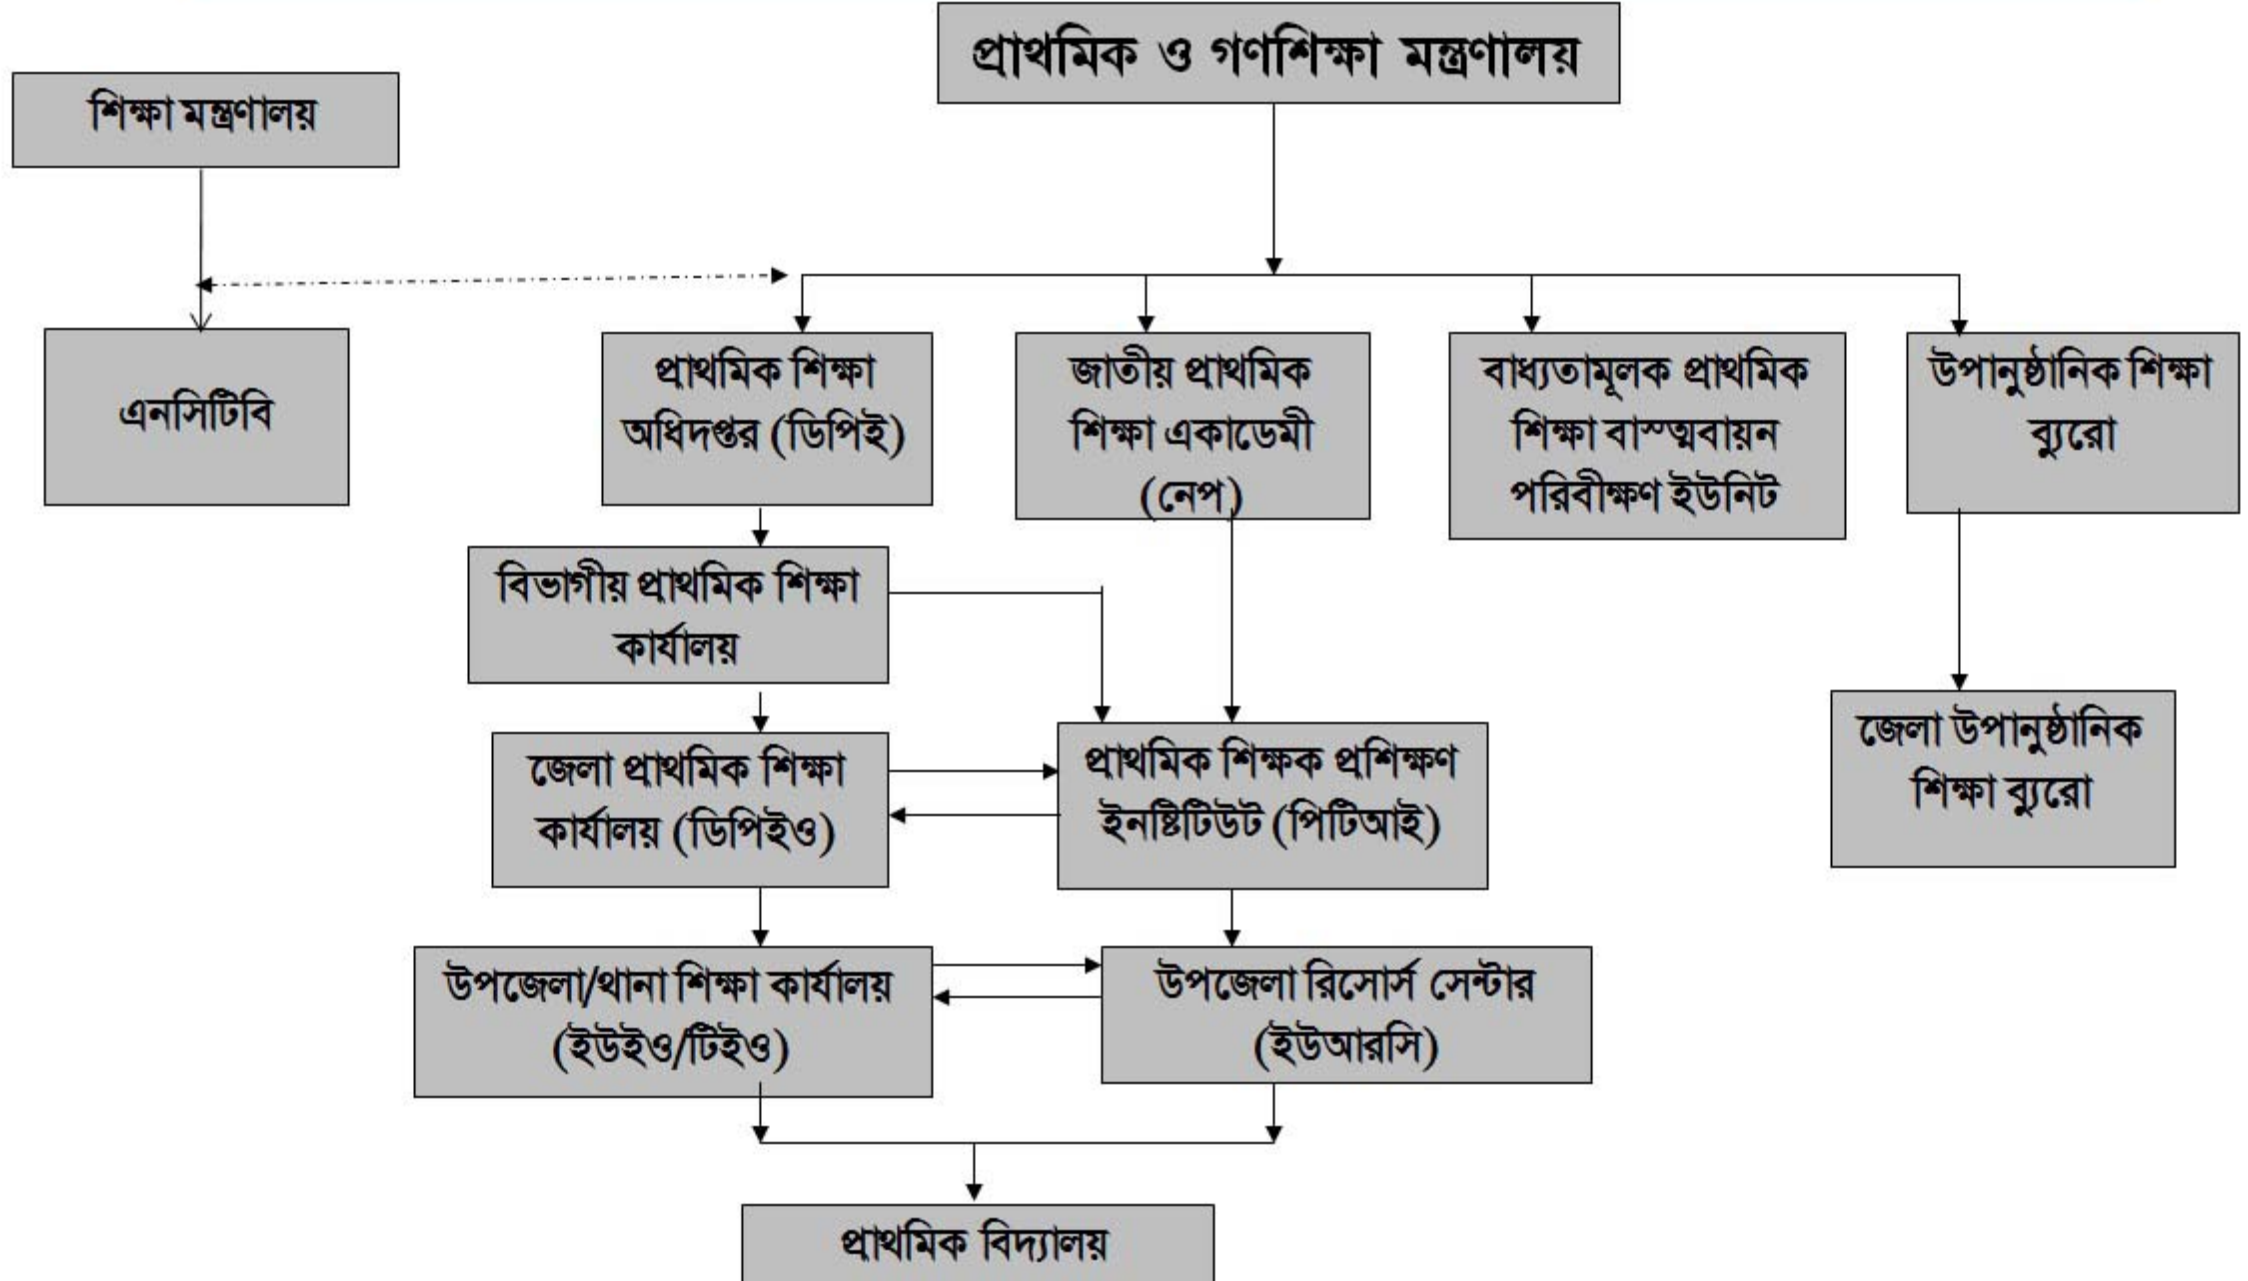 প্রাথমিক ও গণশিক্ষা মন্ত্রণালয়
শিক্ষা মন্ত্রণালয়
এনসিটিবি
প্রাথমিক শিক্ষা
অধিদপ্তর (ডিপিই)
জাতীয় প্রাথমিক
শিক্ষা একাডেমী
(নেপ)
বাধ্যতামূলক প্রাথমিক
শিক্ষা বাস্ত্মবায়ন
পরিবীক্ষণ ইউনিট
উপানুষ্ঠানিক শিক্ষা
ব্যুরো
বিভাগীয় প্রাথমিক শিক্ষা
কার্যালয়
জেলা প্রাথমিক শিক্ষা
কার্যালয় (ডিপিইও)
প্রাথমিক শিক্ষক প্রশিক্ষণ
ইনষ্টিটিউট (পিটিআই)
জেলা উপানুষ্ঠানিক
শিক্ষা ব্যুরো
উপজেলা/থানা শিক্ষা কার্যালয়
(ইউইও/টিইও)
উপজেলা রিসোর্স সেন্টার
(ইউআরসি)
প্রাথমিক বিদ্যালয়